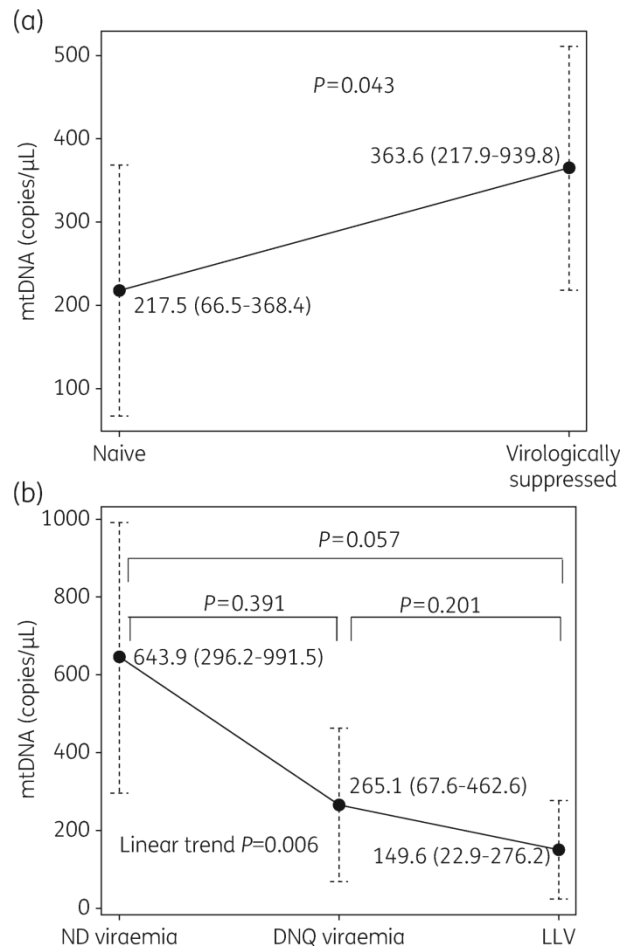 (a)
mtDNA (copies/µL)
500
400
300
200
100
P=0.043
363.6 (217.9-939.8)
217.5 (66.5-368.4)
Naive
Virologically
suppressed
(b)
mtDNA (copies/µL)
1000
800
600
400
200
0
P=0.057
P=0.391
P=0.201
643.9 (296.2-991.5)
265.1 (67.6-462.6)
149.6 (22.9-276.2)
Linear trend P=0.006
ND viraemia
DNQ viraemia
LLV